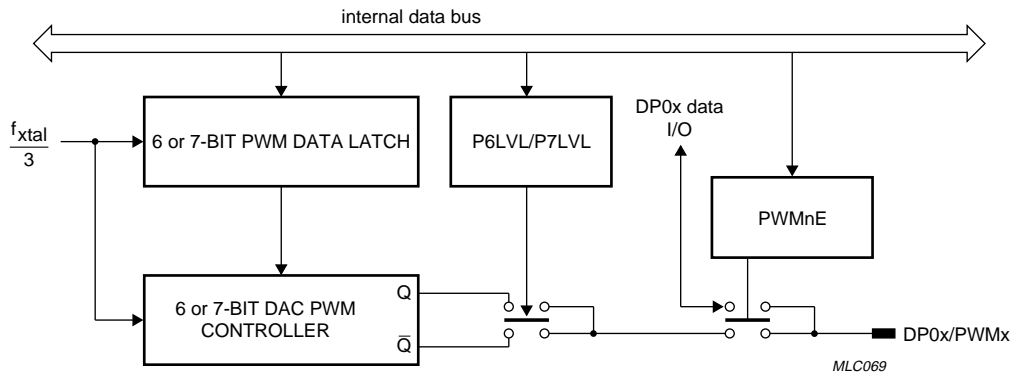 internal data bus
DP0x data
I/O
f xtal
3
6 or 7-BIT PWM DATA LATCH
P6LVL/P7LVL
PWMnE
6 or 7-BIT DAC PWM
CONTROLLER
Q
Q̅
DP0x/PWMx
MLC069